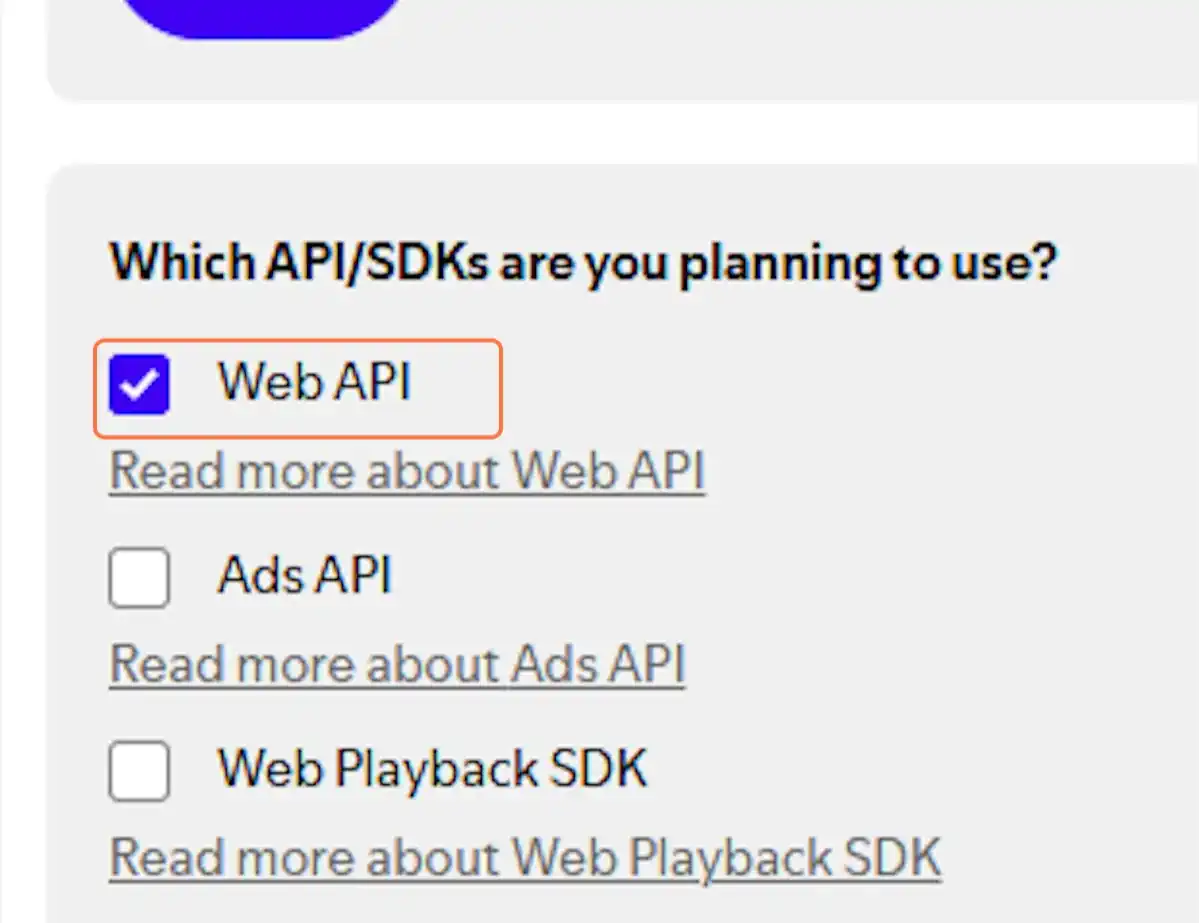 Which API/SDKs are you planning to use?
Web API
Read more about Web API
Ads API
Read more about Ads API
Web Playback SDK
Read more about Web Playback SDK